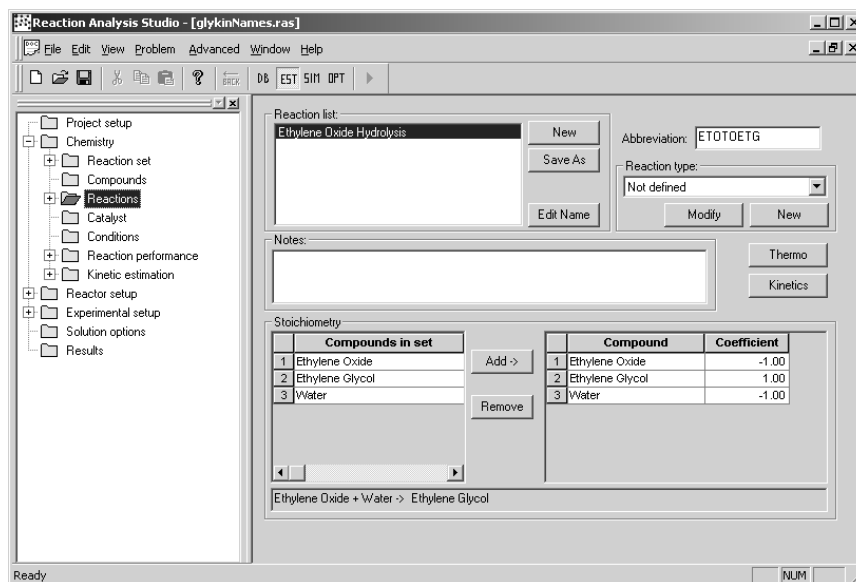 Reaction Analysis Studio - [glykinNames.ras]
File Edit View Problem Advanced Window Help
BACK DB EST SIM OPT
Project setup
Chemistry
Reaction set
Compounds
Reactions
Catalyst
Conditions
Reaction performance
Kinetic estimation
Reactor setup
Experimental setup
Solution options
Results
Reaction list:
Ethylene Oxide Hydrolysis
New
Save As
Edit Name
Abbreviation: ETOTOETG
Reaction type:
Not defined
Modify New
Notes:
Thermo
Kinetics
Stoichiometry
Compounds in set
1 Ethylene Oxide
2 Ethylene Glycol
3 Water
Add ->
Remove
Compound Coefficient
1 Ethylene Oxide -1.00
2 Ethylene Glycol 1.00
3 Water -1.00
Ethylene Oxide + Water -> Ethylene Glycol
Ready NUM